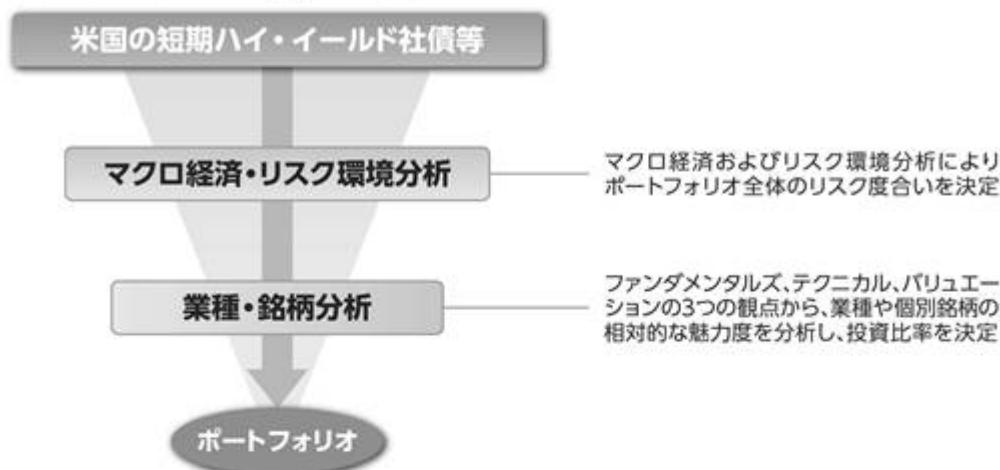 米国の短期ハイ・イールド社債等
マクロ経済・リスク環境分析
マクロ経済およびリスク環境分析により
ポートフォリオ全体のリスク度合いを決定
業種・銘柄分析
ファンダメンタルズ、テクニカル、バリュエー
ションの3つの観点から、業種や個別銘柄の
相対的な魅力度を分析し、投資比率を決定
ポートフォリオ